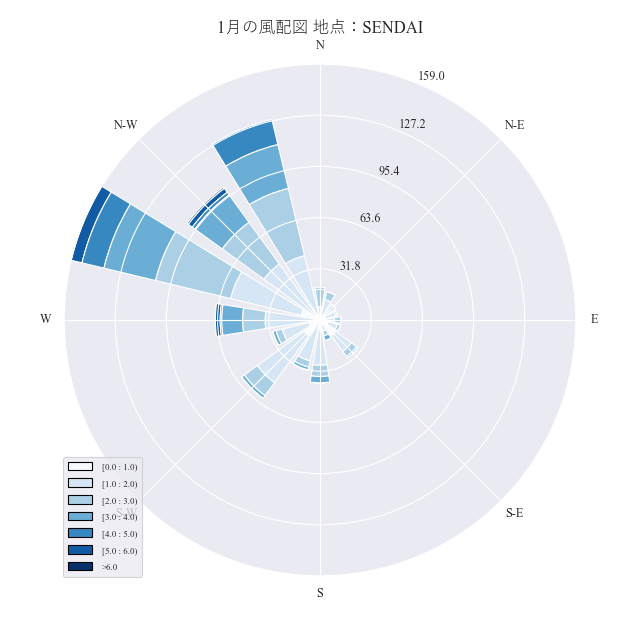 1月の風配図 地点：SENDAI
N
159.0
N-W
127.2
N-E
95.4
63.6
31.8
W
E
[0.0 : 1.0)
[1.0 : 2.0)
[2.0 : 3.0)
S-W
[3.0 : 4.0)
S-E
[4.0 : 5.0)
[5.0 : 6.0)
>6.0
S